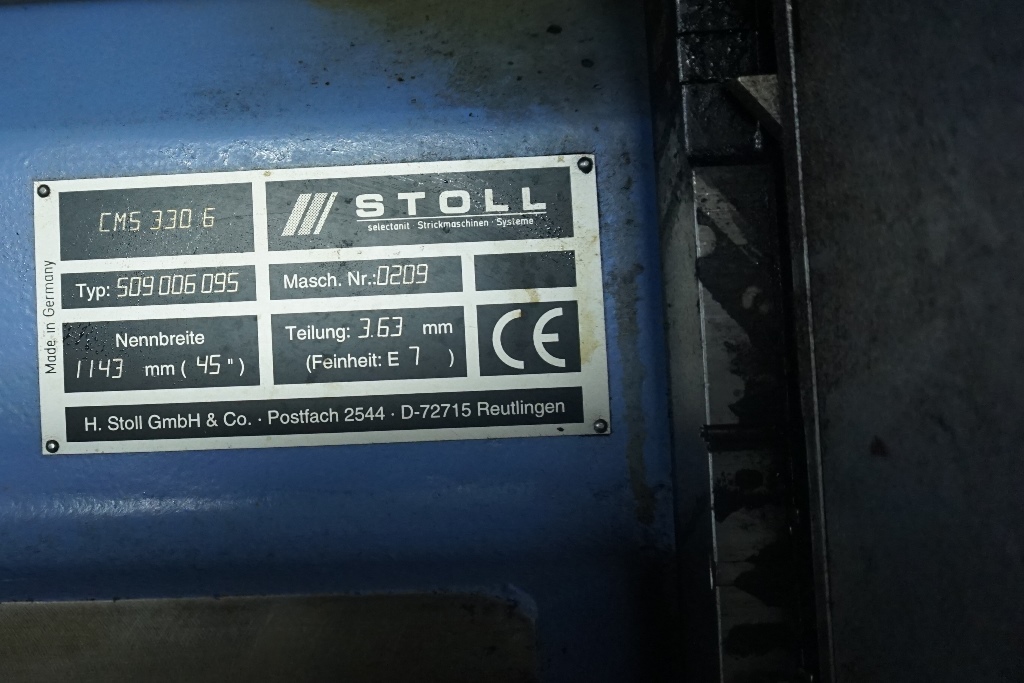 CMS 330 6
STOLL
selectanit · Strickmaschinen · Systeme
Typ: 509 006 095
Masch. Nr.: 0209
Nennbreite
1143 mm ( 45 " )
Teilung: 3.63 mm
(Feinheit: E 7 )
CE
H. Stoll GmbH & Co. · Postfach 2544 · D-72715 Reutlingen
Made in Germany